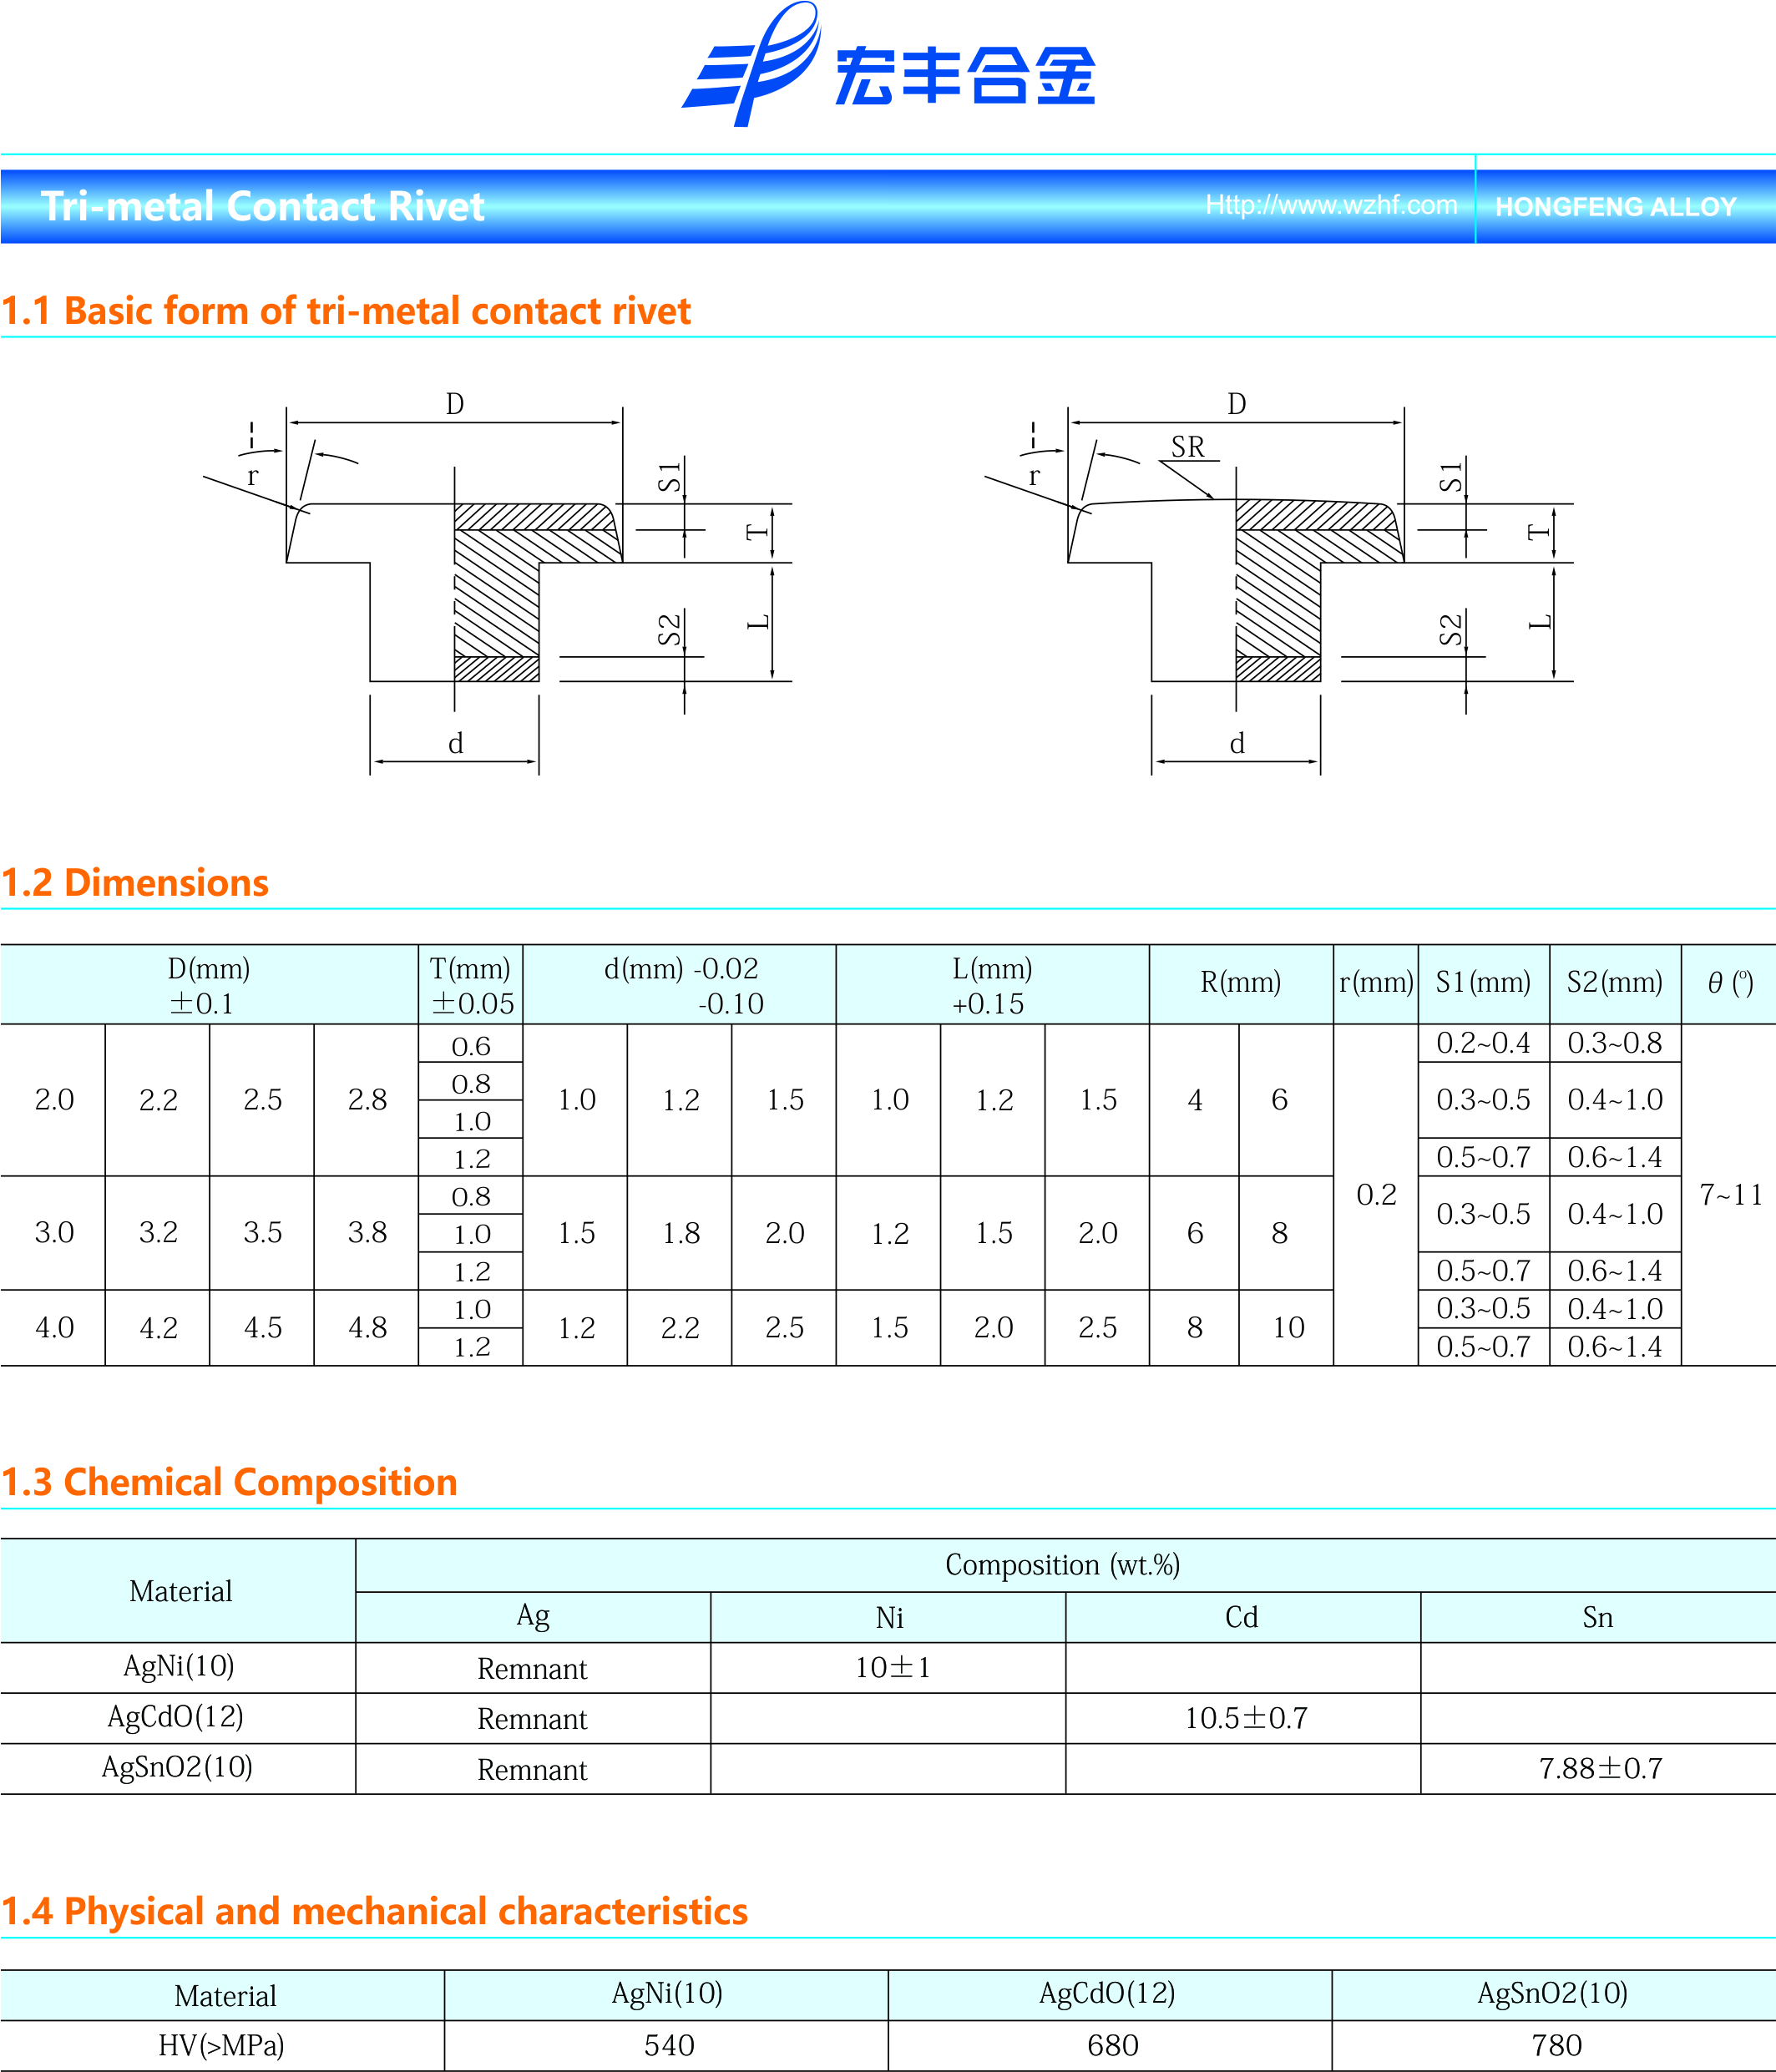 宏丰合金
Tri-metal Contact Rivet Http://www.wzhf.com HONGFENG ALLOY
1.1 Basic form of tri-metal contact rivet
D D
r r SR
S1 T S1 T
S2 L S2 L
d d
1.2 Dimensions
D(mm) T(mm) d(mm) -0.02 L(mm) R(mm) r(mm) S1(mm) S2(mm) θ (º)
±0.1 ±0.05 -0.10 +0.15
0.6 0.2~0.4 0.3~0.8
0.8
2.0 2.2 2.5 2.8 1.0 1.2 1.5 1.0 1.2 1.5 4 6 0.3~0.5 0.4~1.0
1.0
1.2 0.5~0.7 0.6~1.4
0.8 0.2 7~11
3.0 3.2 3.5 3.8 1.0 1.5 1.8 2.0 1.2 1.5 2.0 6 8 0.3~0.5 0.4~1.0
1.2 0.5~0.7 0.6~1.4
1.0 0.3~0.5 0.4~1.0
4.0 4.2 4.5 4.8 1.2 2.2 2.5 1.5 2.0 2.5 8 10
1.2 0.5~0.7 0.6~1.4
1.3 Chemical Composition
Material Composition (wt.%)
Ag Ni Cd Sn
AgNi(10) Remnant 10±1
AgCdO(12) Remnant 10.5±0.7
AgSnO2(10) Remnant 7.88±0.7
1.4 Physical and mechanical characteristics
Material AgNi(10) AgCdO(12) AgSnO2(10)
HV(>MPa) 540 680 780